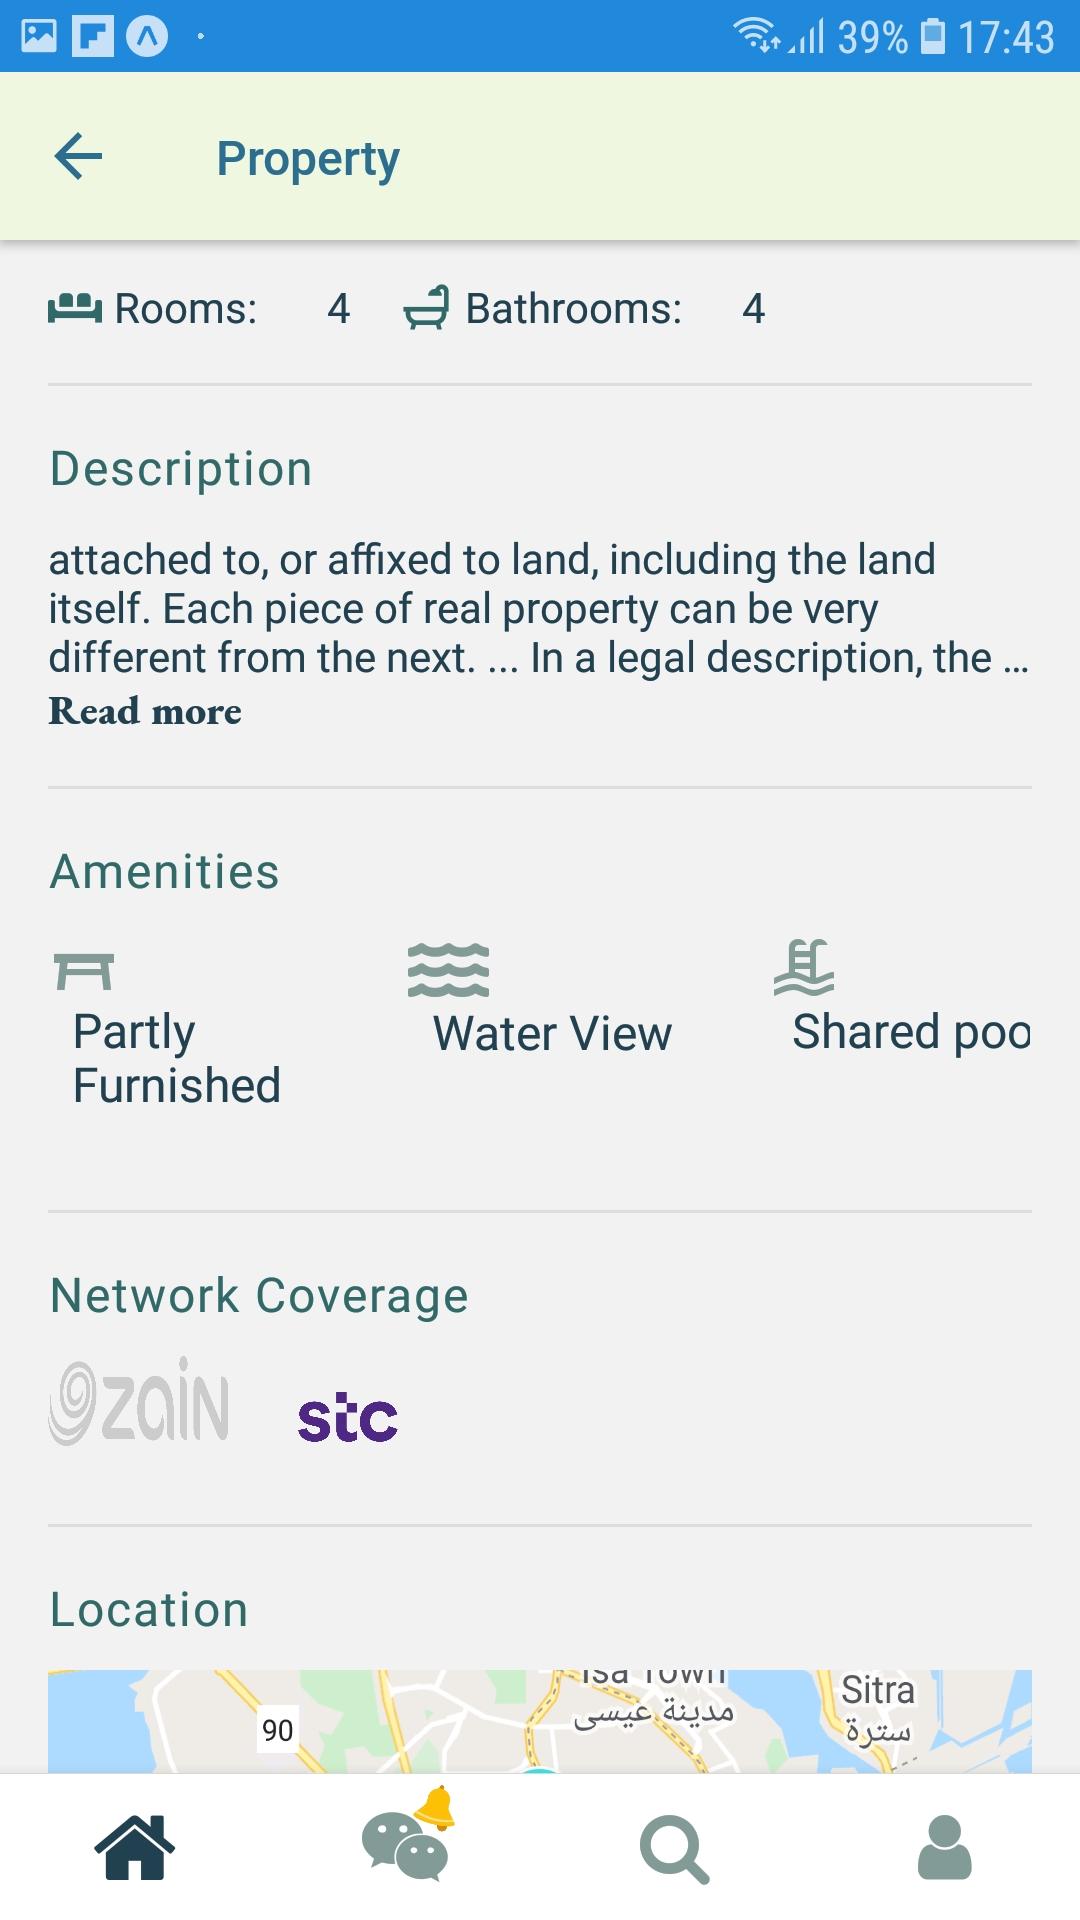 39% 17:43
Property
Rooms: 4 Bathrooms: 4
Description
attached to, or affixed to land, including the land
itself. Each piece of real property can be very
different from the next. ... In a legal description, the ...
Read more
Amenities
Partly
Furnished
Water View
Shared poo
Network Coverage
zain stc
Location
Isa Town
مدينة عيسى
Sitra
سترة
90